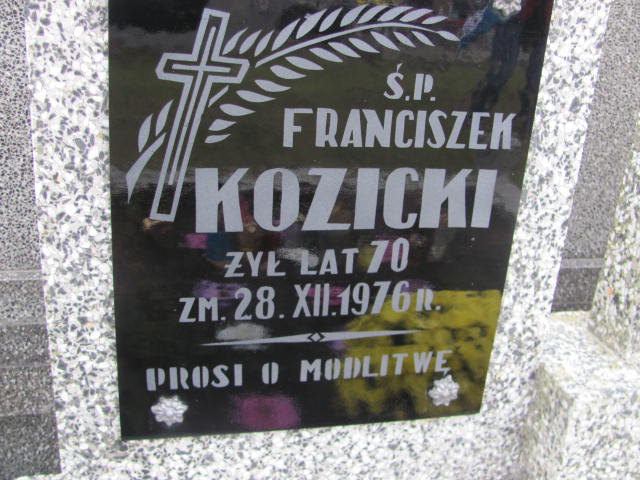 Ś.P.
FRANCISZEK
KOZICKI
ŻYŁ LAT 70
ZM. 28. XII. 1976 R.
PROSI O MODLITWĘ